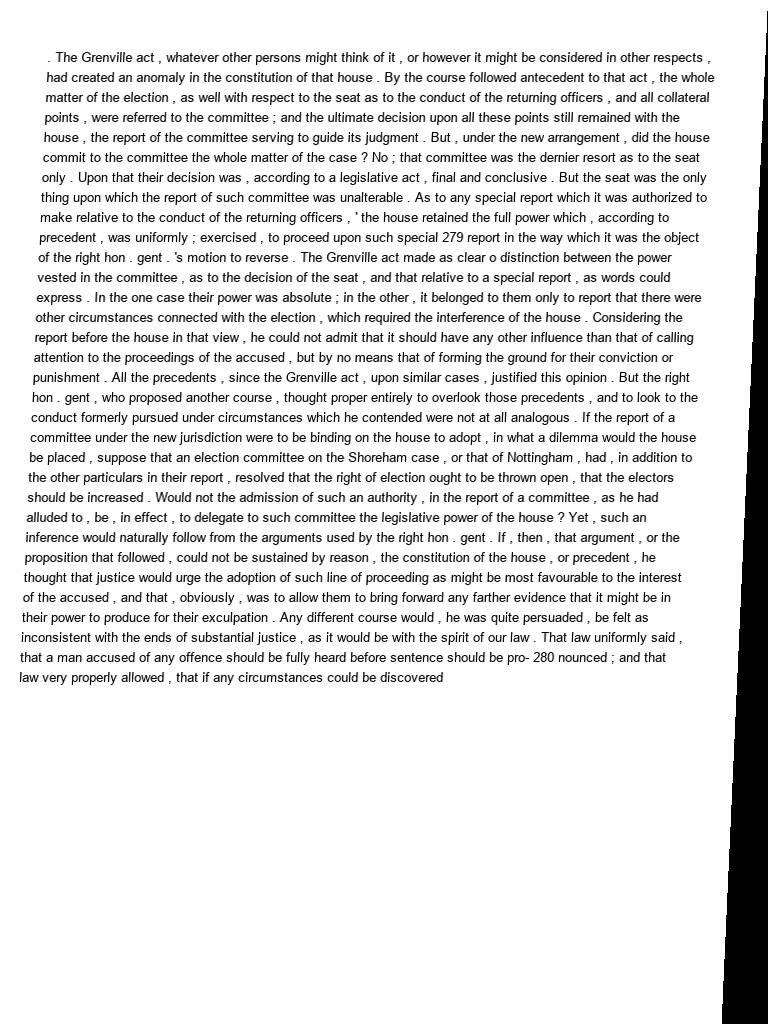 . The Grenville act , whatever other persons might think of it , or however it might be considered in other respects ,
had created an anomaly in the constitution of that house . By the course followed antecedent to that act , the whole
matter of the election , as well with respect to the seat as to the conduct of the returning officers , and all collateral
points , were referred to the committee ; and the ultimate decision upon all these points still remained with the
house , the report of the committee serving to guide its judgment . But , under the new arrangement , did the house
commit to the committee the whole matter of the case ? No ; that committee was the dernier resort as to the seat
only . Upon that their decision was , according to a legislative act , final and conclusive . But the seat was the only
thing upon which the report of such committee was unalterable . As to any special report which it was authorized to
make relative to the conduct of the returning officers , ' the house retained the full power which , according to
precedent , was uniformly ; exercised , to proceed upon such special 279 report in the way which it was the object
of the right hon . gent . 's motion to reverse . The Grenville act made as clear o distinction between the power
vested in the committee , as to the decision of the seat , and that relative to a special report , as words could
express . In the one case their power was absolute ; in the other , it belonged to them only to report that there were
other circumstances connected with the election , which required the interference of the house . Considering the
report before the house in that view , he could not admit that it should have any other influence than that of calling
attention to the proceedings of the accused , but by no means that of forming the ground for their conviction or
punishment . All the precedents , since the Grenville act , upon similar cases , justified this opinion . But the right
hon . gent , who proposed another course , thought proper entirely to overlook those precedents , and to look to the
conduct formerly pursued under circumstances which he contended were not at all analogous . If the report of a
committee under the new jurisdiction were to be binding on the house to adopt , in what a dilemma would the house
be placed , suppose that an election committee on the Shoreham case , or that of Nottingham , had , in addition to
the other particulars in their report , resolved that the right of election ought to be thrown open , that the electors
should be increased . Would not the admission of such an authority , in the report of a committee , as he had
alluded to , be , in effect , to delegate to such committee the legislative power of the house ? Yet , such an
inference would naturally follow from the arguments used by the right hon . gent . If , then , that argument , or the
proposition that followed , could not be sustained by reason , the constitution of the house , or precedent , he
thought that justice would urge the adoption of such line of proceeding as might be most favourable to the interest
of the accused , and that , obviously , was to allow them to bring forward any farther evidence that it might be in
their power to produce for their exculpation . Any different course would , he was quite persuaded , be felt as
inconsistent with the ends of substantial justice , as it would be with the spirit of our law . That law uniformly said ,
that a man accused of any offence should be fully heard before sentence should be pro- 280 nounced ; and that
law very properly allowed , that if any circumstances could be discovered